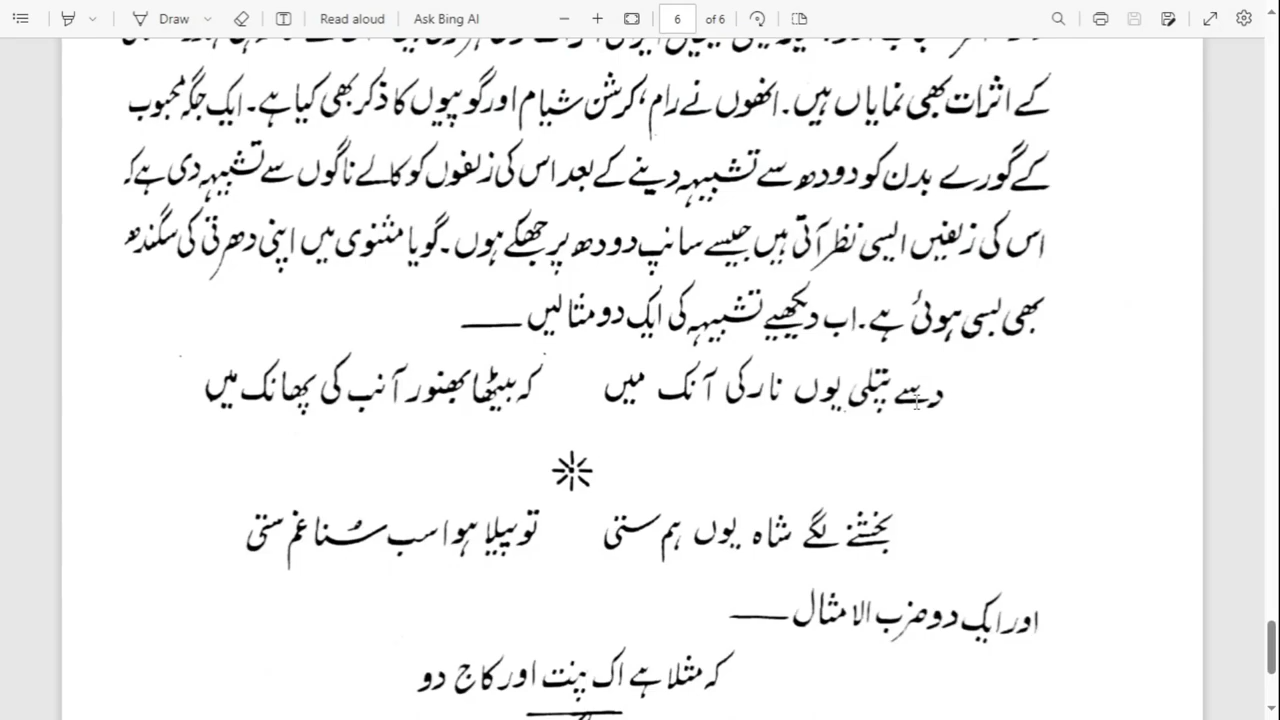 Draw
Read aloud
Ask Bing AI
6
of 6
کے اثرات بھی نمایاں ہیں۔ انھوں نے رام، کرشن شیام اور گوپیوں کا ذکر بھی کیا ہے۔ ایک جگہ محبوب
کے گورے بدن کو دودھ سے تشبیہہ دینے کے بعد اس کی زلفوں کو کالے ناگوں سے تشبیہہ دی ہے کہ
اس کی زلفیں ایسی نظر آتی ہیں جیسے سانپ دودھ پر جھکے ہوں۔ گویا مثنوی میں اپنی دھرتی کی سگندھ
بھی بسی ہوئی ہے۔ اب دیکھیے تشبیہہ کی ایک دو مثالیں ——
دسے پتلی یوں نار کی آنک میں کہ بیٹھا بھنور آنب کی پھانک میں
بخشنے لگے شاہ یوں ہم ستی تو پیلا ہوا سب سُنا غم ستی
اور ایک دو ضرب الامثال ——
کہ مثلا ہے اک پنت اور کاج دو